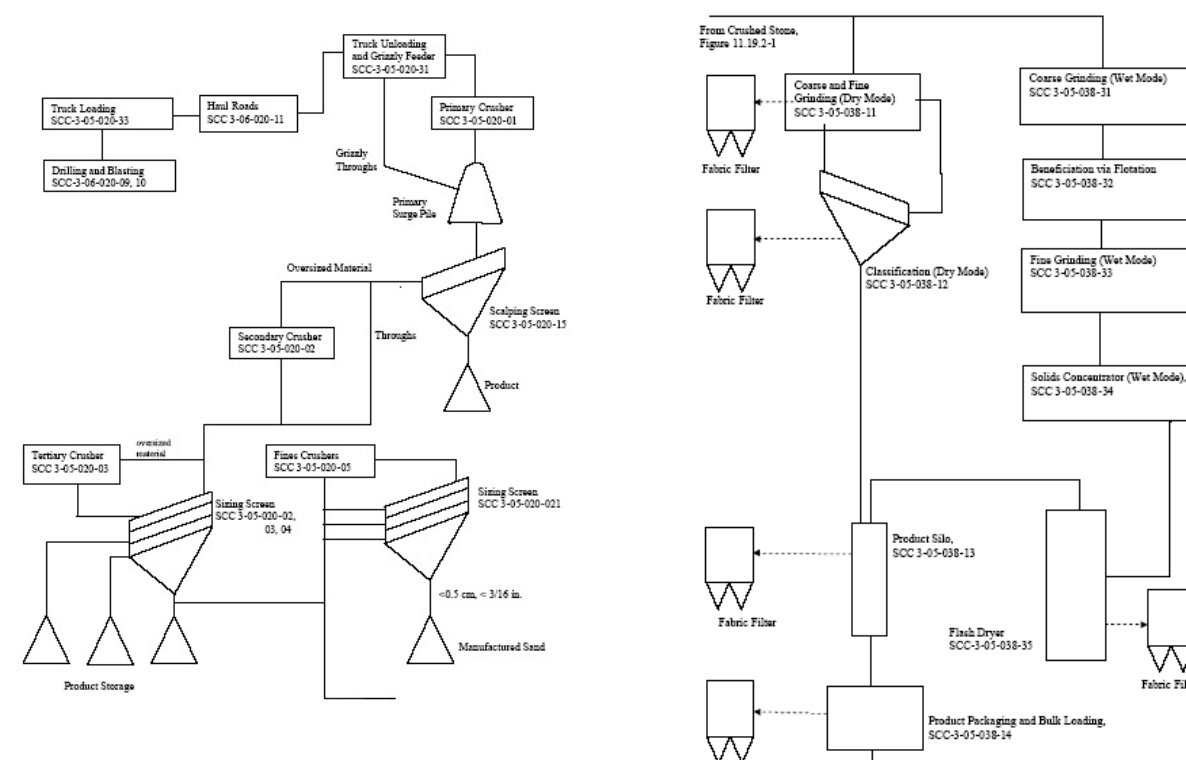 Truck Unloading
and Grizzly Feeder
SCC-3-05-020-31
Truck Loading
SCC-3-05-020-33
Haul Roads
SCC 3-06-020-11
Primary Crusher
SCC 3-05-020-01
Drilling and Blasting
SCC-3-06-020-09, 10
Grizzly
Throughs
Primary
Surge Pile
Oversized Material
Scalping Screen
SCC 3-05-020-15
Secondary Crusher
SCC 3-05-020-02
Throughs
Product
Tertiary Crusher
SCC 3-05-020-03
oversized
material
Fines Crushers
SCC 3-05-020-05
Sizing Screen
SCC 3-05-020-02,
03, 04
Sizing Screen
SCC 3-05-020-021
<0.5 cm, < 3/16 in.
Manufactured Sand
Product Storage
From Crushed Stone,
Figure 11.19.2-1
Coarse and Fine
Grinding (Dry Mode)
SCC 3-05-038-11
Fabric Filter
Coarse Grinding (Wet Mode)
SCC 3-05-038-31
Beneficiation via Flotation
SCC 3-05-038-32
Fabric Filter
Classification (Dry Mode)
SCC 3-05-038-12
Fine Grinding (Wet Mode)
SCC 3-05-038-33
Solids Concentrator (Wet Mode),
SCC 3-05-038-34
Product Silo,
SCC 3-05-038-13
Fabric Filter
Flash Dryer
SCC-3-05-038-35
Fabric Fil
Product Packaging and Bulk Loading,
SCC-3-05-038-14